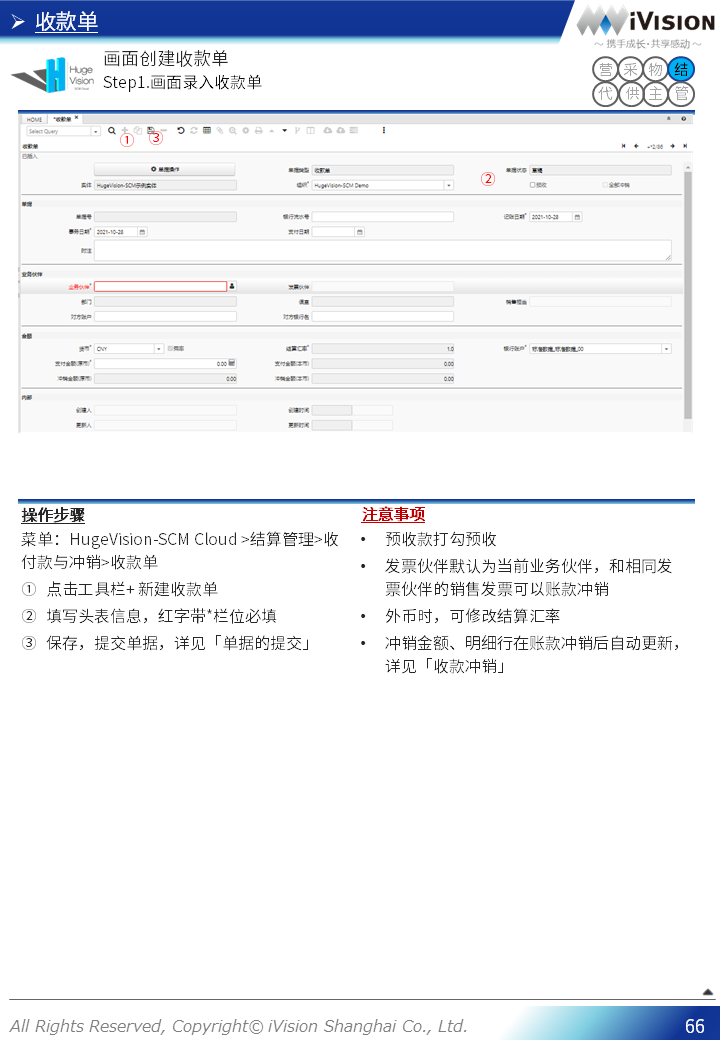 收款单
iVision
～ 携手成长·共享感动 ～
Huge
Vision
画面创建收款单
Step1.画面录入收款单
营 采 物 结
代 供 主 管
HOME *收款单
Select Query
① ③
收款单
+*2/86
已插入
单据操作 单据类型 收款单 单据状态 草稿
②
实体 HugeVision-SCM示例实体 组织* HugeVision-SCM Demo 预收 全部冲销
单据
单据号 银行流水号 记账日期* 2021-10-28
票务日期* 2021-10-28 支付日期
附注
业务伙伴
业务伙伴* 发票伙伴
部门 课室 销售担当
对方账户 对方银行名
金额
货币* CNY 结算汇率* 1.0 银行账户* 标准数据_标准数据_00
支付金额(原币)* 0.00 支付金额(本币) 0.00
冲销金额(原币) 0.00 冲销金额(本币) 0.00
内部
创建人 创建时间
更新人 更新时间
操作步骤
菜单：HugeVision-SCM Cloud >结算管理>收
付款与冲销>收款单
① 点击工具栏+ 新建收款单
② 填写头表信息，红字带*栏位必填
③ 保存，提交单据，详见「单据的提交」
注意事项
• 预收款打勾预收
• 发票伙伴默认为当前业务伙伴，和相同发
票伙伴的销售发票可以账款冲销
• 外币时，可修改结算汇率
• 冲销金额、明细行在账款冲销后自动更新，
详见「收款冲销」
All Rights Reserved, Copyright© iVision Shanghai Co., Ltd.
66